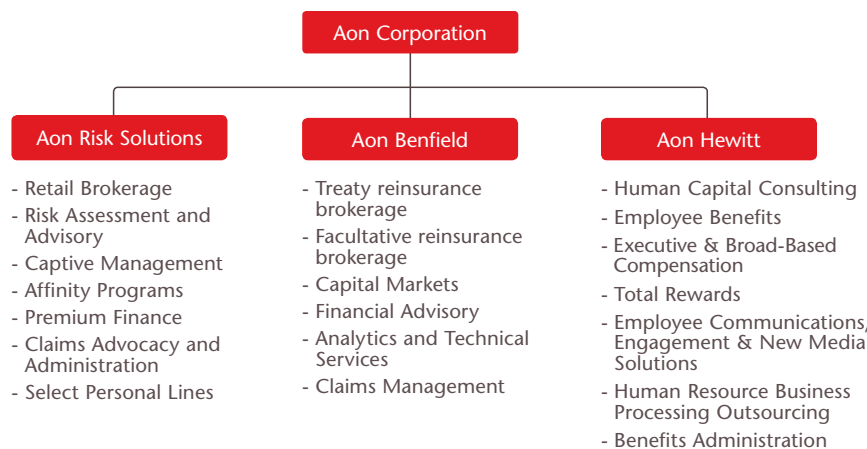 Aon Corporation
Aon Risk Solutions
- Retail Brokerage
- Risk Assessment and
Advisory
- Captive Management
- Affinity Programs
- Premium Finance
- Claims Advocacy and
Administration
- Select Personal Lines
Aon Benfield
- Treaty reinsurance
brokerage
- Facultative reinsurance
brokerage
- Capital Markets
- Financial Advisory
- Analytics and Technical
Services
- Claims Management
Aon Hewitt
- Human Capital Consulting
- Employee Benefits
- Executive & Broad-Based
Compensation
- Total Rewards
- Employee Communications,
Engagement & New Media
Solutions
- Human Resource Business
Processing Outsourcing
- Benefits Administration